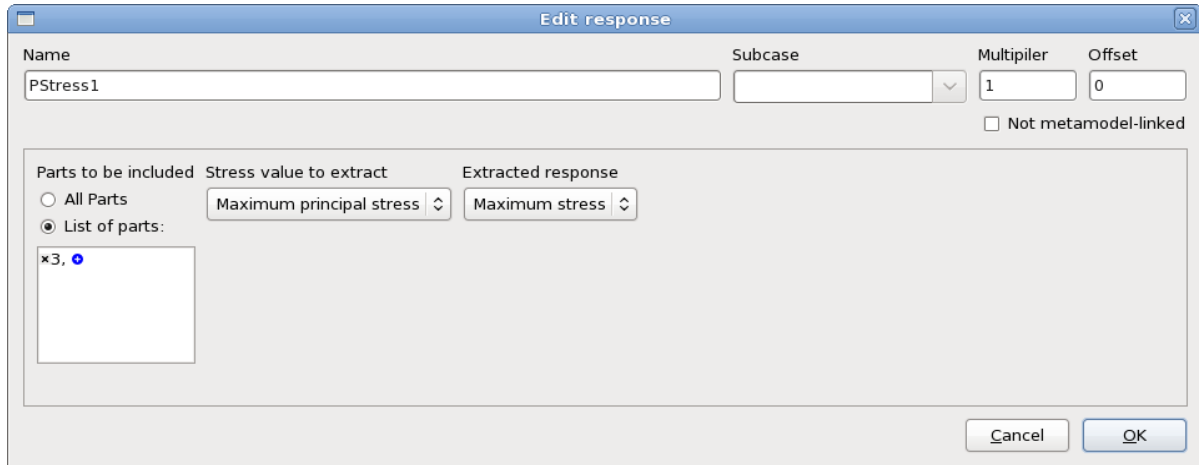 Edit response
Name Subcase Multipiler Offset
PStress1 1 0
Not metamodel-linked
Parts to be included Stress value to extract Extracted response
All Parts
Maximum principal stress Maximum stress
List of parts:
×3,
Cancel OK